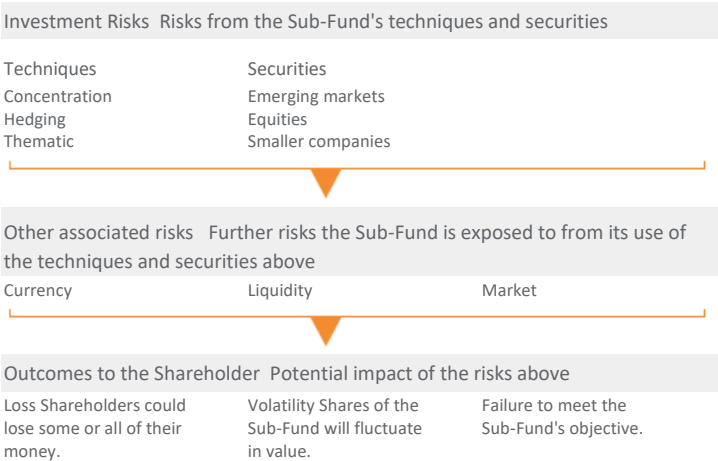 Investment Risks Risks from the Sub-Fund's techniques and securities
Techniques Securities
Concentration Emerging markets
Hedging Equities
Thematic Smaller companies
Other associated risks Further risks the Sub-Fund is exposed to from its use of
the techniques and securities above
Currency Liquidity Market
Outcomes to the Shareholder Potential impact of the risks above
Loss Shareholders could Volatility Shares of the Failure to meet the
lose some or all of their Sub-Fund will fluctuate Sub-Fund's objective.
money. in value.